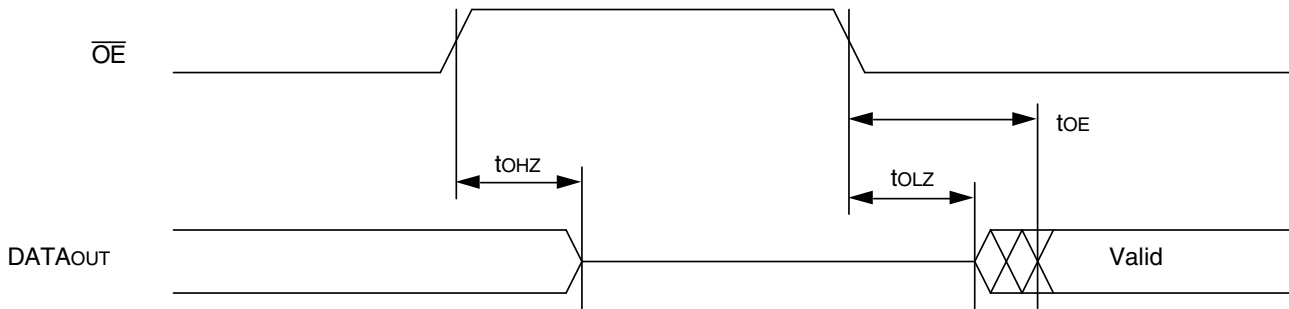 OE
tOE
tOHZ
tOLZ
DATAOUT
Valid